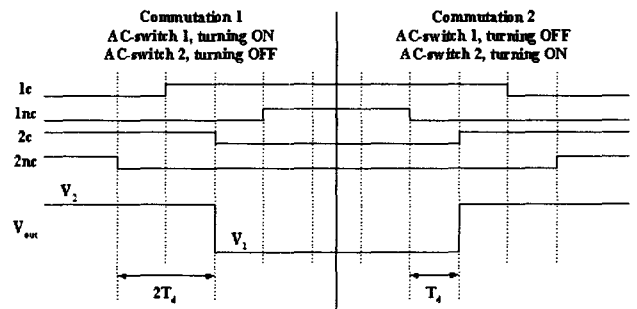 Commutation 1
AC-switch 1, turning ON
AC-switch 2, turning OFF
Commutation 2
AC-switch 1, turning OFF
AC-switch 2, turning ON
1c
1nc
2c
2nc
V2
Vout
V1
2Td
Td